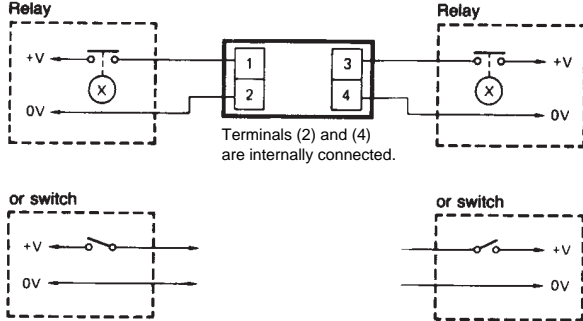 Relay
Relay
+V
1
3
+V
X
X
0V
2
4
0V
Terminals (2) and (4)
are internally connected.
or switch
or switch
+V
+V
0V
0V